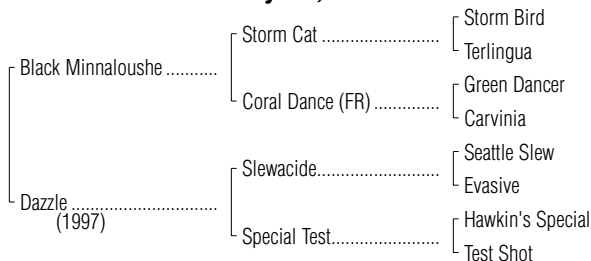 Storm Bird
Storm Cat ........................
Terlingua
Black Minnaloushe ..........
Green Dancer
Coral Dance (FR) .............
Carvinia
Seattle Slew
Slewacide.........................
Evasive
Dazzle .............................
(1997)
Hawkin's Special
Special Test......................
Test Shot